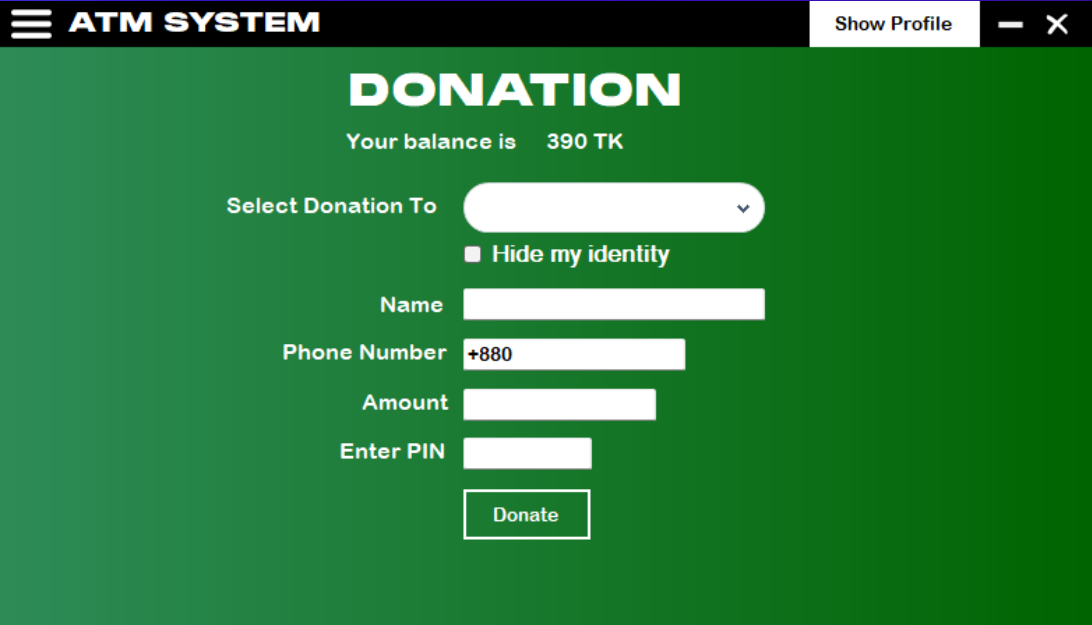 ATM SYSTEM Show Profile
DONATION
Your balance is 390 TK
Select Donation To
Hide my identity
Name
Phone Number +880
Amount
Enter PIN
Donate